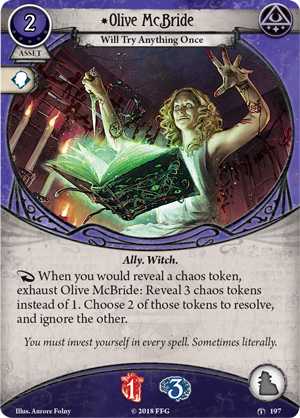 2
*Olive McBride
Will Try Anything Once
ASSET
Ally. Witch.
When you would reveal a chaos token,
exhaust Olive McBride: Reveal 3 chaos tokens
instead of 1. Choose 2 of those tokens to resolve,
and ignore the other.
You must invest yourself in every spell. Sometimes literally.
1 3
Illus. Aurore Folny © 2018 FFG 197